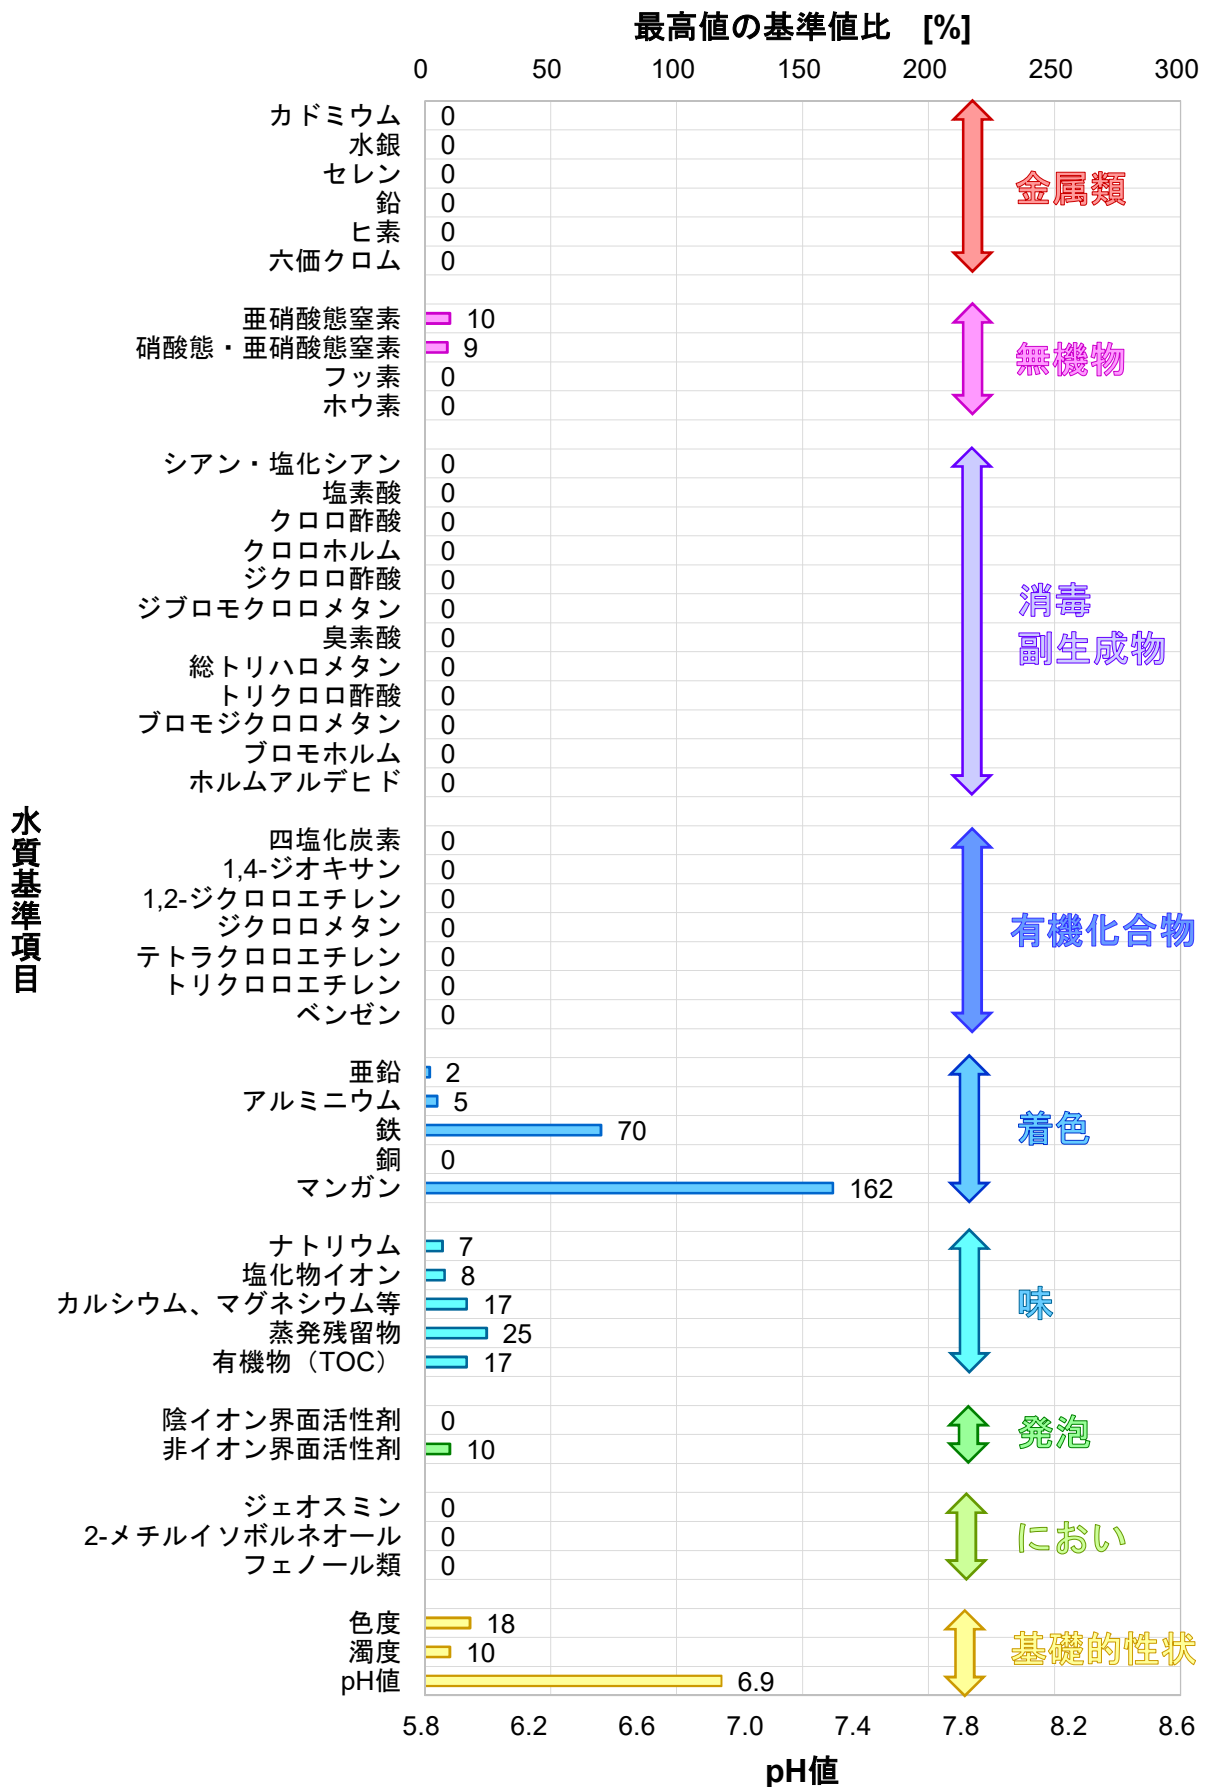 最高値の基準値比　[%]
0 50 100 150 200 250 300
カドミウム 0
水銀 0
セレン 0
鉛 0
ヒ素 0
六価クロム 0
金属類
亜硝酸態窒素 10
硝酸態・亜硝酸態窒素 9
フッ素 0
ホウ素 0
無機物
シアン・塩化シアン 0
塩素酸 0
クロロ酢酸 0
クロロホルム 0
ジクロロ酢酸 0
ジブロモクロロメタン 0
臭素酸 0
総トリハロメタン 0
トリクロロ酢酸 0
ブロモジクロロメタン 0
ブロモホルム 0
ホルムアルデヒド 0
消毒
副生成物
水質基準項目
四塩化炭素 0
1,4-ジオキサン 0
1,2-ジクロロエチレン 0
ジクロロメタン 0
テトラクロロエチレン 0
トリクロロエチレン 0
ベンゼン 0
有機化合物
亜鉛 2
アルミニウム 5
鉄 70
銅 0
マンガン 162
着色
ナトリウム 7
塩化物イオン 8
カルシウム、マグネシウム等 17
蒸発残留物 25
有機物（TOC） 17
味
陰イオン界面活性剤 0
非イオン界面活性剤 10
発泡
ジェオスミン 0
2-メチルイソボルネオール 0
フェノール類 0
におい
色度 18
濁度 10
pH値 6.9
基礎的性状
5.8 6.2 6.6 7.0 7.4 7.8 8.2 8.6
pH値